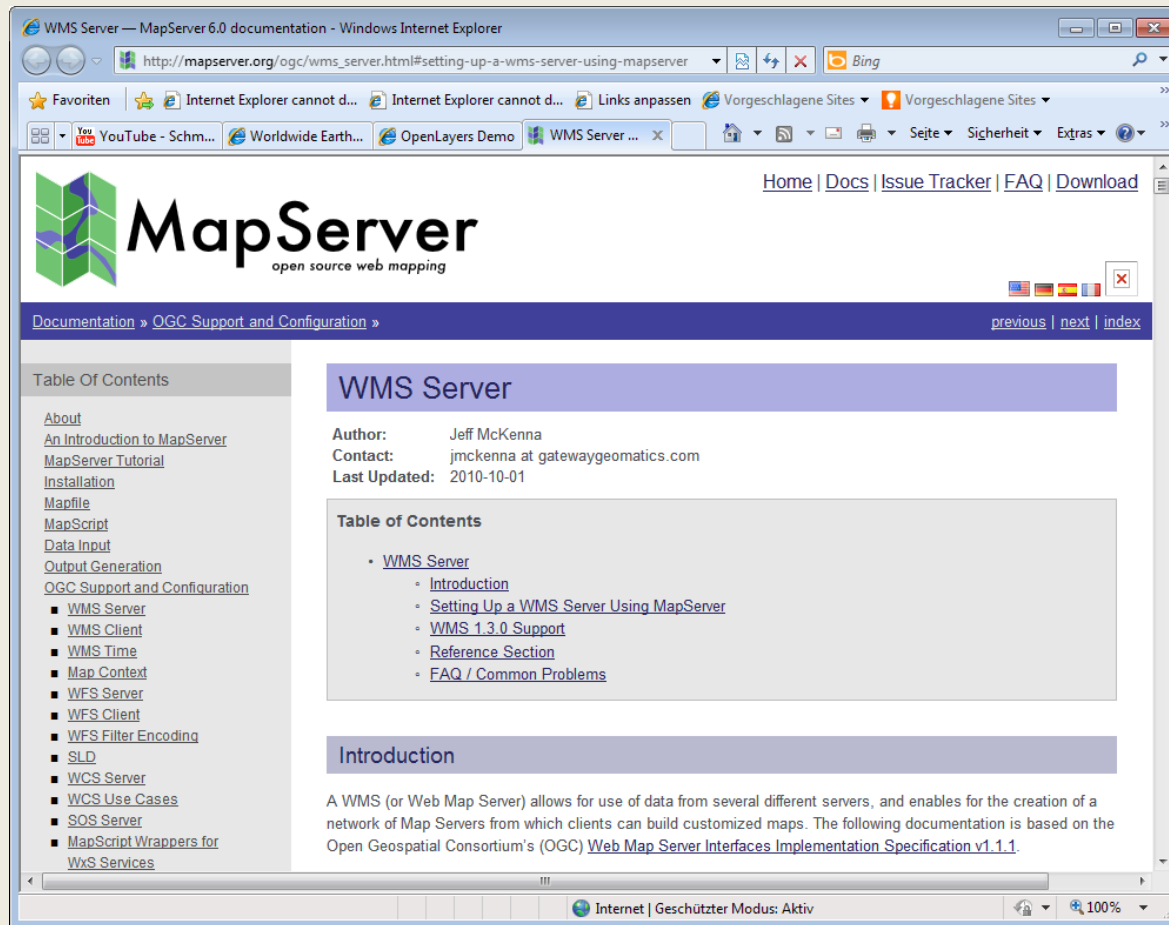 WMS Server — MapServer 6.0 documentation - Windows Internet Explorer
http://mapserver.org/ogc/wms_server.html#setting-up-a-wms-server-using-mapserver
Bing
Favoriten
Internet Explorer cannot d...
Internet Explorer cannot d...
Links anpassen
Vorgeschlagene Sites
Vorgeschlagene Sites
You Tube
YouTube - Schm...
Worldwide Earth...
OpenLayers Demo
WMS Server ...
Seite
Sicherheit
Extras
MapServer
open source web mapping
Home | Docs | Issue Tracker | FAQ | Download
Documentation » OGC Support and Configuration »
previous | next | index
Table Of Contents
About
An Introduction to MapServer
MapServer Tutorial
Installation
Mapfile
MapScript
Data Input
Output Generation
OGC Support and Configuration
WMS Server
WMS Client
WMS Time
Map Context
WFS Server
WFS Client
WFS Filter Encoding
SLD
WCS Server
WCS Use Cases
SOS Server
MapScript Wrappers for
WxS Services
WMS Server
Author: Jeff McKenna
Contact: jmckenna at gatewaygeomatics.com
Last Updated: 2010-10-01
Table of Contents
WMS Server
Introduction
Setting Up a WMS Server Using MapServer
WMS 1.3.0 Support
Reference Section
FAQ / Common Problems
Introduction
A WMS (or Web Map Server) allows for use of data from several different servers, and enables for the creation of a
network of Map Servers from which clients can build customized maps. The following documentation is based on the
Open Geospatial Consortium's (OGC) Web Map Server Interfaces Implementation Specification v1.1.1.
Internet | Geschützter Modus: Aktiv
100%